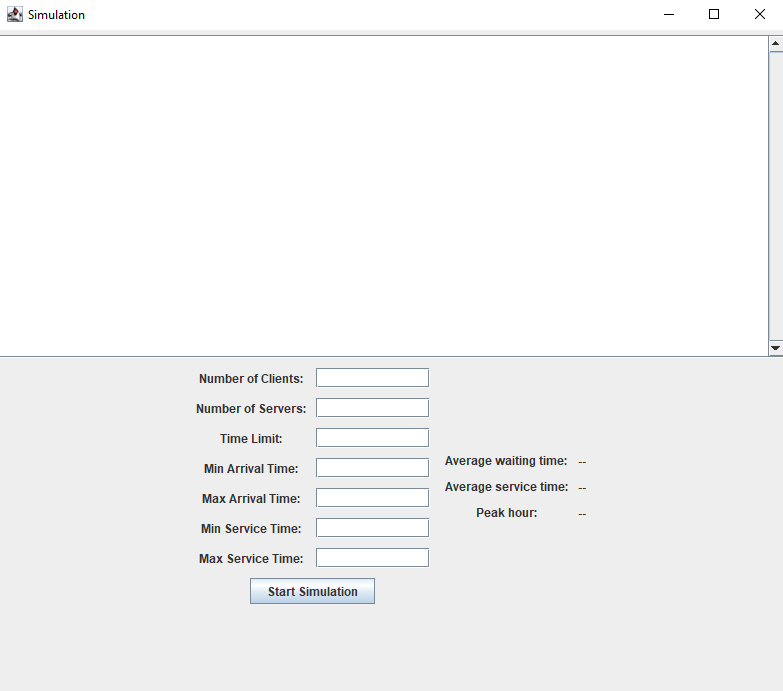 Simulation
Number of Clients:
Number of Servers:
Time Limit:
Min Arrival Time:
Max Arrival Time:
Min Service Time:
Max Service Time:
Start Simulation
Average waiting time: --
Average service time: --
Peak hour: --